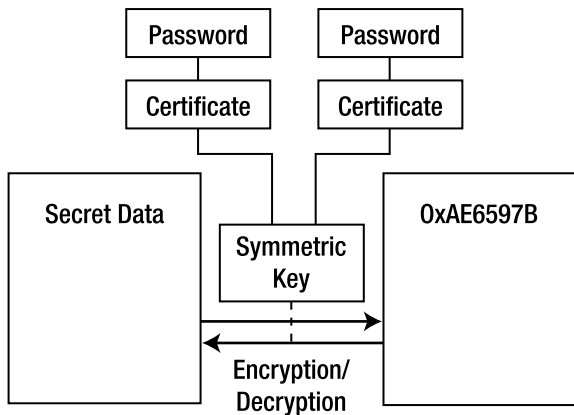 Password
Password
Certificate
Certificate
Secret Data
0xAE6597B
Symmetric
Key
Encryption/
Decryption